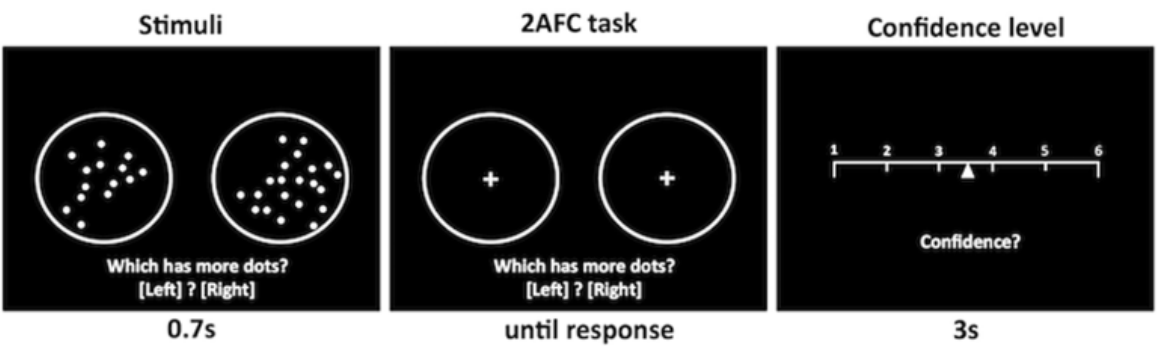 Stimuli
Which has more dots?
[Left] ? [Right]
0.7s
2AFC task
Which has more dots?
[Left] ? [Right]
until response
Confidence level
1 2 3 4 5 6
Confidence?
3s